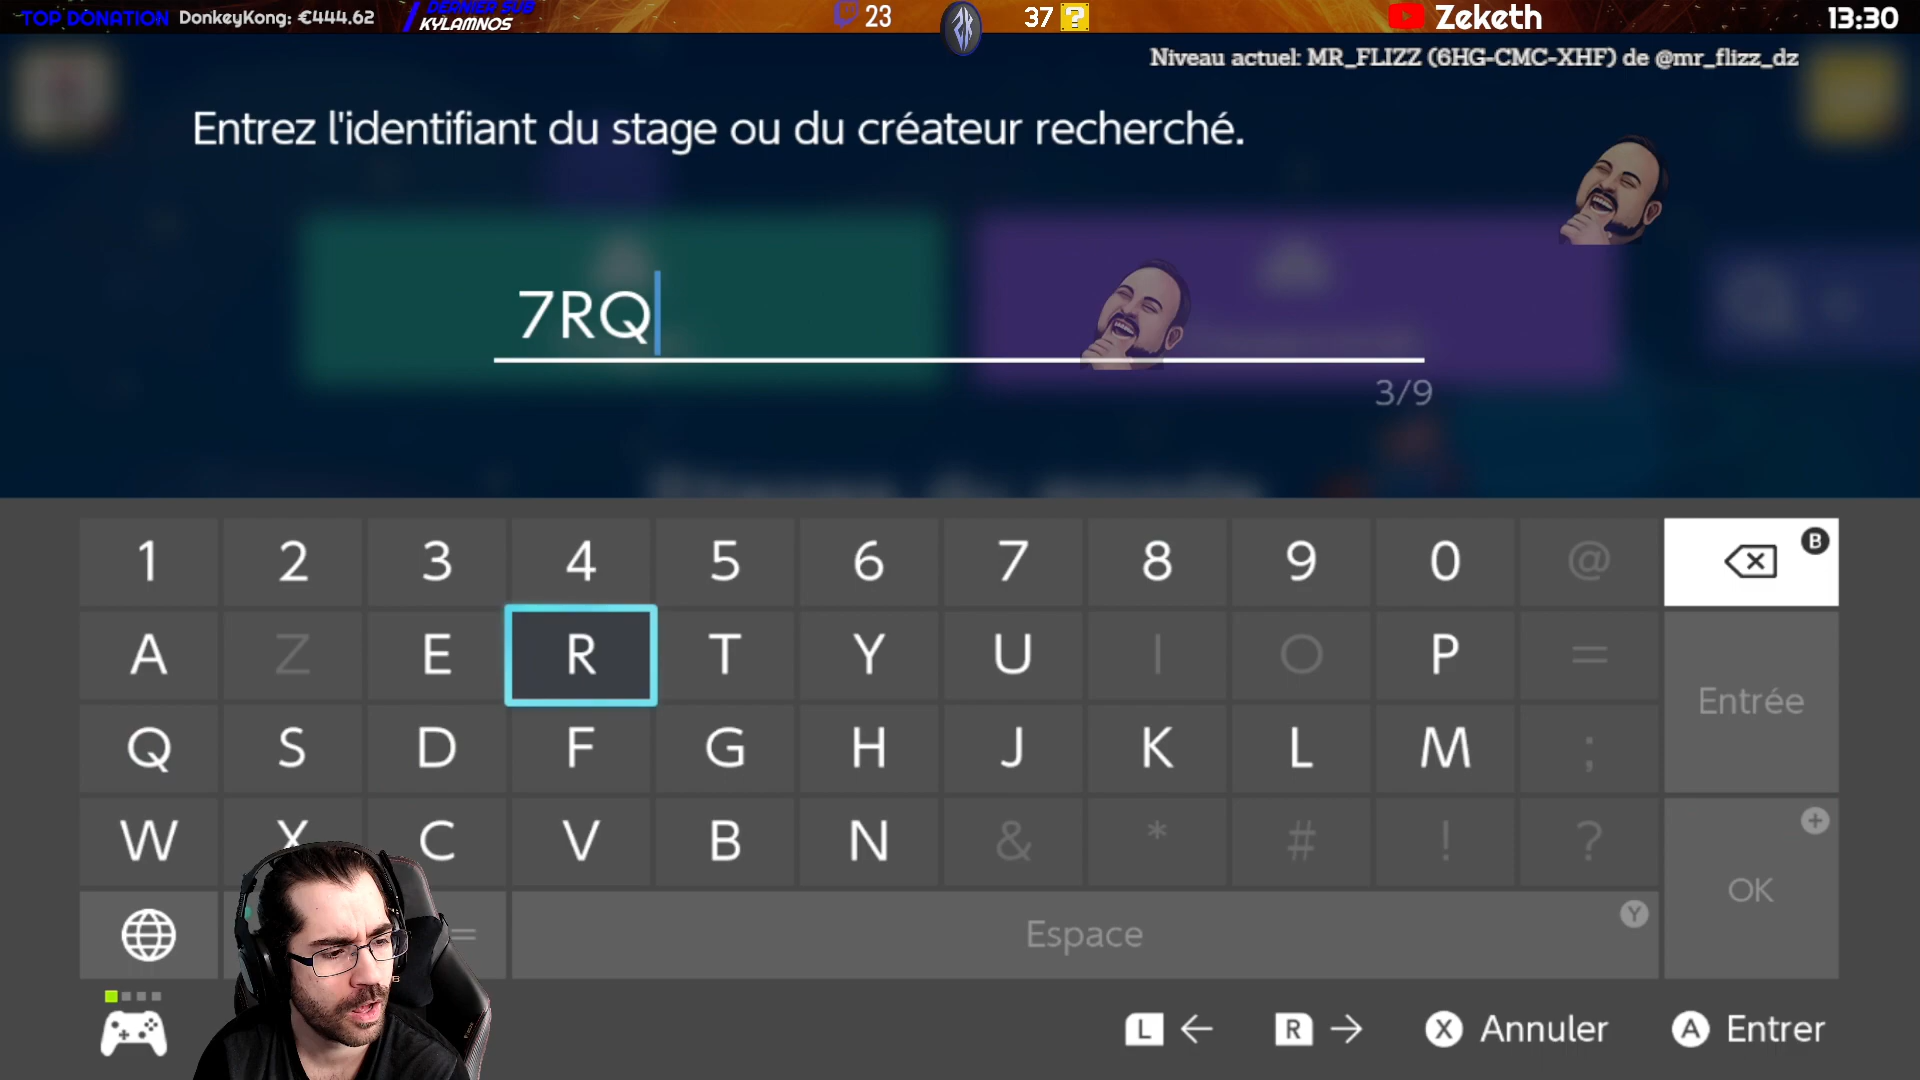 TOP DONATION DonkeyKong: €444.62 DERNIER SUB
KYLAMNOS
23
37 ?
Zeketh
13:30
Niveau actuel: MR_FLIZZ (6HG-CMC-XHF) de @mr_flizz_dz
Entrez l'identifiant du stage ou du créateur recherché.
7RQ
3/9
1 2 3 4 5 6 7 8 9 0 @ B
A Z E R T Y U I O P =
Entrée
Q S D F G H J K L M ;
W X C V B N & * # ! ? +
OK
Espace Y
L ← R → X Annuler A Entrer